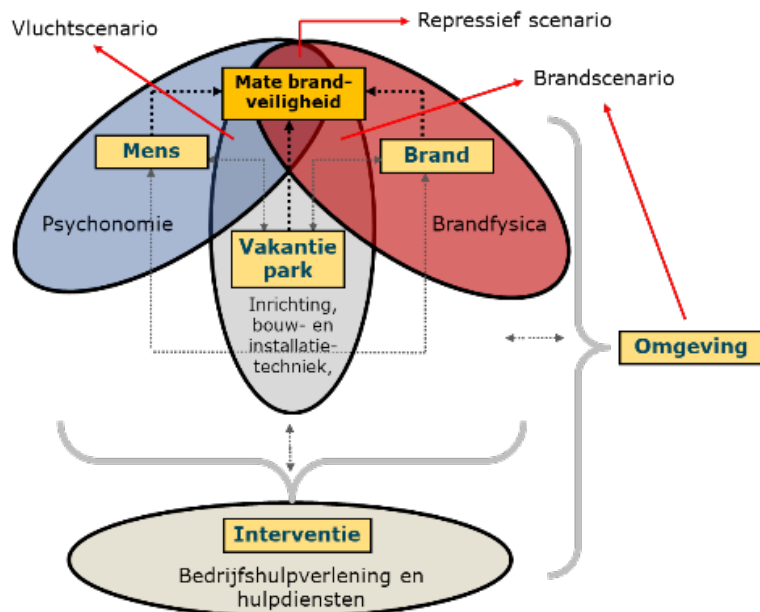 Repressief scenario
Vluchtscenario
Mate brand-
veiligheid
Brandscenario
Mens
Brand
Psychonomie
Brandfysica
Vakantie
park
Inrichting,
bouw- en
installatie-
techniek,
Omgeving
Interventie
Bedrijfshulpverlening en
hulpdiensten